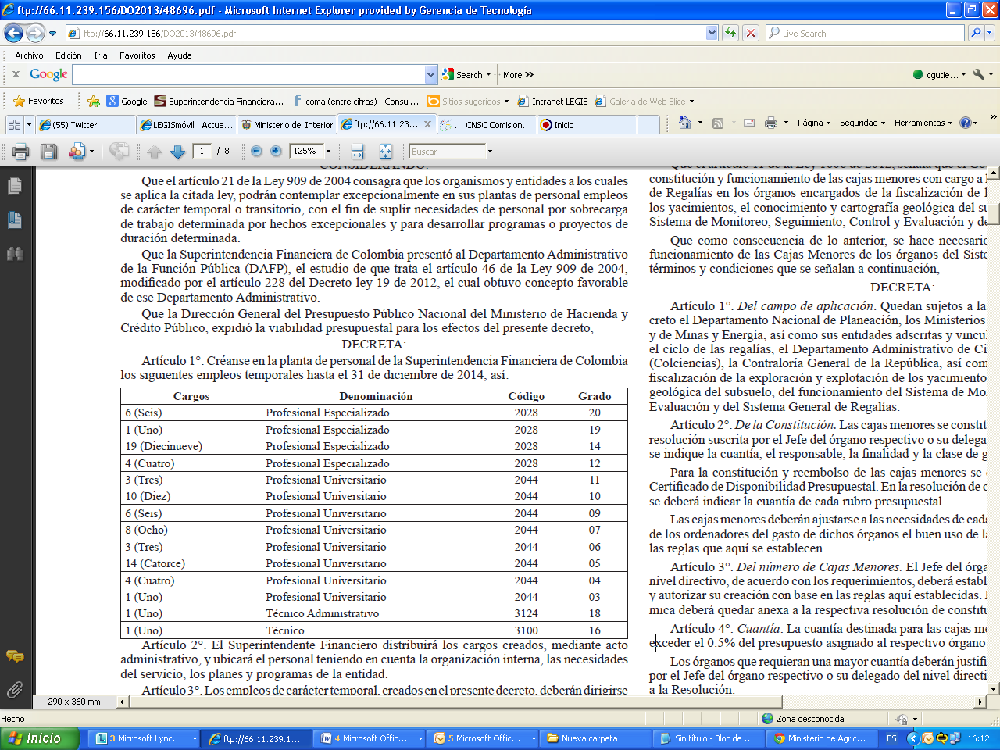 ftp://66.11.239.156/DO2013/48696.pdf - Microsoft Internet Explorer provided by Gerencia de Tecnología
ftp://66.11.239.156/DO2013/48696.pdf
Live Search
Archivo Edición Ir a Favoritos Ayuda
Google Search More cgutie...
Favoritos Google Superintendencia Financiera... coma (entre cifras) - Consul... Sitios sugeridos Intranet LEGIS Galería de Web Slice
(55) Twitter LEGISmóvil | Actua... Ministerio del Interior ftp://66.11.23... ..: CNSC Comision... Inicio Página Seguridad Herramientas
1 / 8 125% Buscar
CONSIDERANDO:
Que el artículo 21 de la Ley 909 de 2004 consagra que los organismos y entidades a los cuales
se aplica la citada ley, podrán contemplar excepcionalmente en sus plantas de personal empleos
de carácter temporal o transitorio, con el fin de suplir necesidades de personal por sobrecarga
de trabajo determinada por hechos excepcionales y para desarrollar programas o proyectos de
duración determinada.
Que la Superintendencia Financiera de Colombia presentó al Departamento Administrativo
de la Función Pública (DAFP), el estudio de que trata el artículo 46 de la Ley 909 de 2004,
modificado por el artículo 228 del Decreto-ley 19 de 2012, el cual obtuvo concepto favorable
de ese Departamento Administrativo.
Que la Dirección General del Presupuesto Público Nacional del Ministerio de Hacienda y
Crédito Público, expidió la viabilidad presupuestal para los efectos del presente decreto,
DECRETA:
Artículo 1°. Créanse en la planta de personal de la Superintendencia Financiera de Colombia
los siguientes empleos temporales hasta el 31 de diciembre de 2014, así:
Cargos Denominación Código Grado
6 (Seis) Profesional Especializado 2028 20
1 (Uno) Profesional Especializado 2028 19
19 (Diecinueve) Profesional Especializado 2028 14
4 (Cuatro) Profesional Especializado 2028 12
3 (Tres) Profesional Universitario 2044 11
10 (Diez) Profesional Universitario 2044 10
6 (Seis) Profesional Universitario 2044 09
8 (Ocho) Profesional Universitario 2044 07
3 (Tres) Profesional Universitario 2044 06
14 (Catorce) Profesional Universitario 2044 05
4 (Cuatro) Profesional Universitario 2044 04
1 (Uno) Profesional Universitario 2044 03
1 (Uno) Técnico Administrativo 3124 18
1 (Uno) Técnico 3100 16
Artículo 2°. El Superintendente Financiero distribuirá los cargos creados, mediante acto
administrativo, y ubicará el personal teniendo en cuenta la organización interna, las necesidades
del servicio, los planes y programas de la entidad.
Artículo 3°. Los empleos de carácter temporal, creados en el presente decreto, deberán dirigirse
constitución y funcionamiento de las cajas menores con cargo a
de Regalías en los órganos encargados de la fiscalización de
los yacimientos, el conocimiento y cartografía geológica del su
Sistema de Monitoreo, Seguimiento, Control y Evaluación y de
Que como consecuencia de lo anterior, se hace necesario
funcionamiento de las Cajas Menores de los órganos del Siste
términos y condiciones que se señalan a continuación,
DECRETA:
Artículo 1°. Del campo de aplicación. Quedan sujetos a la
creto el Departamento Nacional de Planeación, los Ministerios
y de Minas y Energía, así como sus entidades adscritas y vincu
el ciclo de las regalías, el Departamento Administrativo de Ci
(Colciencias), la Contraloría General de la República, así com
fiscalización de la exploración y explotación de los yacimiento
geológica del subsuelo, del funcionamiento del Sistema de Mo
Evaluación y del Sistema General de Regalías.
Artículo 2°. De la Constitución. Las cajas menores se constit
resolución suscrita por el Jefe del órgano respectivo o su delega
se indique la cuantía, el responsable, la finalidad y la clase de g
Para la constitución y reembolso de las cajas menores se
Certificado de Disponibilidad Presupuestal. En la resolución de c
se deberá indicar la cuantía de cada rubro presupuestal.
Las cajas menores deberán ajustarse a las necesidades de cada
de los ordenadores del gasto de dichos órganos el buen uso de la
las reglas que aquí se establecen.
Artículo 3°. Del número de Cajas Menores. El Jefe del órga
nivel directivo, de acuerdo con los requerimientos, deberá establ
y autorizar su creación con base en las reglas aquí establecidas.
mica deberá quedar anexa a la respectiva resolución de constitu
Artículo 4°. Cuantía. La cuantía destinada para las cajas me
exceder el 0.5% del presupuesto asignado al respectivo órgano
Los órganos que requieran una mayor cuantía deberán justifi
por el Jefe del órgano respectivo o su delegado del nivel directi
a la Resolución.
290 x 360 mm
Hecho Zona desconocida
Inicio 3 Microsoft Lync... ftp://66.11.239.1... 4 Microsoft Offic... 5 Microsoft Offic... Nueva carpeta Sin título - Bloc de ... Ministerio de Agric... ES 16:12